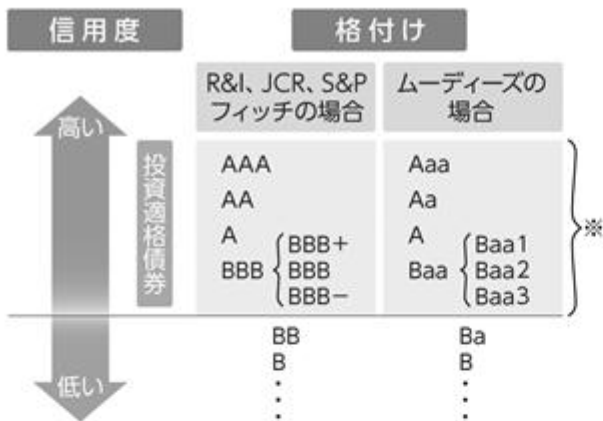 信用度
格付け
R&I、JCR、S&P
フィッチの場合
ムーディーズの
場合
高い
投資適格債券
AAA
Aaa
AA
Aa
A
A
BBB
BBB+
BBB
BBB−
Baa
Baa1
Baa2
Baa3
※
BB
Ba
B
B
低い